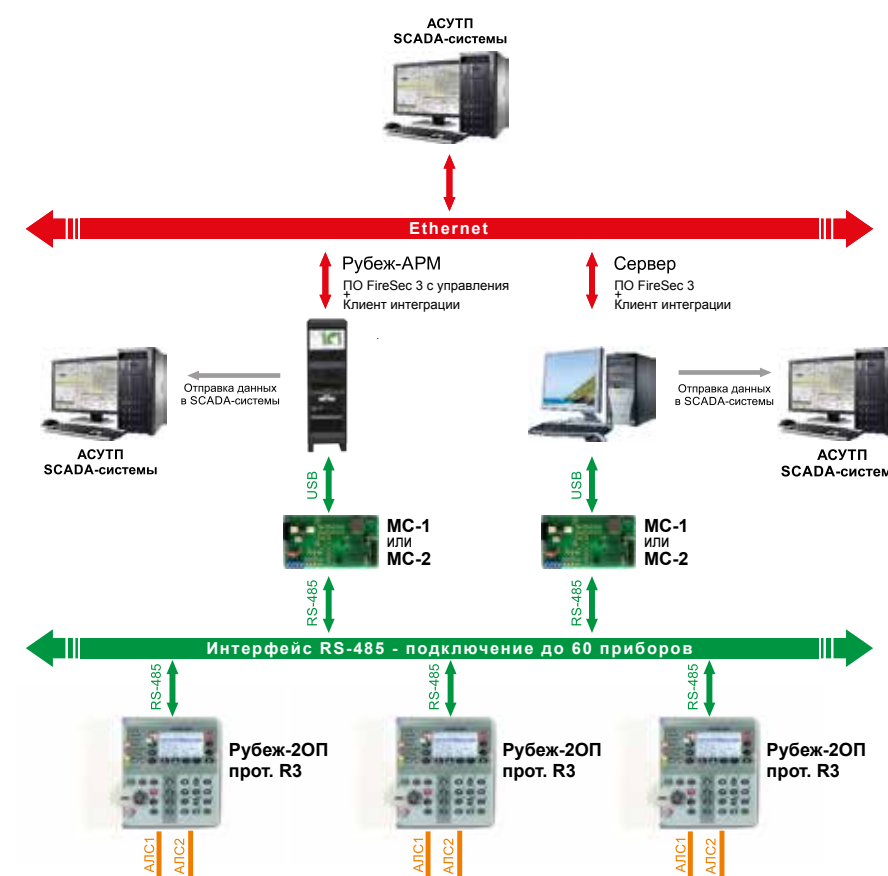 АСУТП
SCADA-системы
Ethernet
Рубеж-АРМ
ПО FireSec 3 с управления
+
Клиент интеграции
Сервер
ПО FireSec 3
+
Клиент интеграции
Отправка данных
в SCADA-системы
Отправка данных
в SCADA-системы
АСУТП
SCADA-системы
АСУТП
SCADA-систем
USB
USB
МС-1
или
МС-2
МС-1
или
МС-2
RS-485
RS-485
Интерфейс RS-485 - подключение до 60 приборов
RS-485
RS-485
RS-485
Рубеж-2ОП
прот. R3
Рубеж-2ОП
прот. R3
Рубеж-2ОП
прот. R3
АЛС1
АЛС2
АЛС1
АЛС2
АЛС1
АЛС2